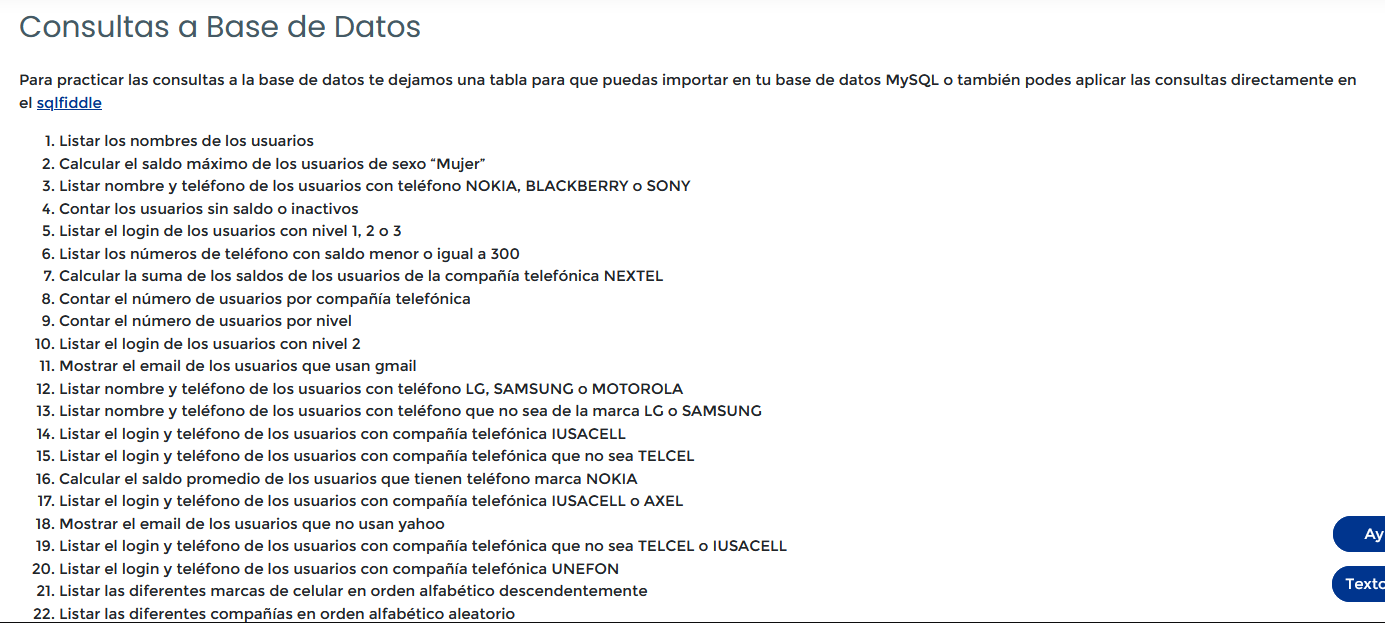 Consultas a Base de Datos
Para practicar las consultas a la base de datos te dejamos una tabla para que puedas importar en tu base de datos MySQL o también podes aplicar las consultas directamente en
el sqlfiddle
1. Listar los nombres de los usuarios
2. Calcular el saldo máximo de los usuarios de sexo “Mujer”
3. Listar nombre y teléfono de los usuarios con teléfono NOKIA, BLACKBERRY o SONY
4. Contar los usuarios sin saldo o inactivos
5. Listar el login de los usuarios con nivel 1, 2 o 3
6. Listar los números de teléfono con saldo menor o igual a 300
7. Calcular la suma de los saldos de los usuarios de la compañía telefónica NEXTEL
8. Contar el número de usuarios por compañía telefónica
9. Contar el número de usuarios por nivel
10. Listar el login de los usuarios con nivel 2
11. Mostrar el email de los usuarios que usan gmail
12. Listar nombre y teléfono de los usuarios con teléfono LG, SAMSUNG o MOTOROLA
13. Listar nombre y teléfono de los usuarios con teléfono que no sea de la marca LG o SAMSUNG
14. Listar el login y teléfono de los usuarios con compañía telefónica IUSACELL
15. Listar el login y teléfono de los usuarios con compañía telefónica que no sea TELCEL
16. Calcular el saldo promedio de los usuarios que tienen teléfono marca NOKIA
17. Listar el login y teléfono de los usuarios con compañía telefónica IUSACELL o AXEL
18. Mostrar el email de los usuarios que no usan yahoo
19. Listar el login y teléfono de los usuarios con compañía telefónica que no sea TELCEL o IUSACELL
20. Listar el login y teléfono de los usuarios con compañía telefónica UNEFON
21. Listar las diferentes marcas de celular en orden alfabético descendentemente
22. Listar las diferentes compañías en orden alfabético aleatorio
Ay
Texto